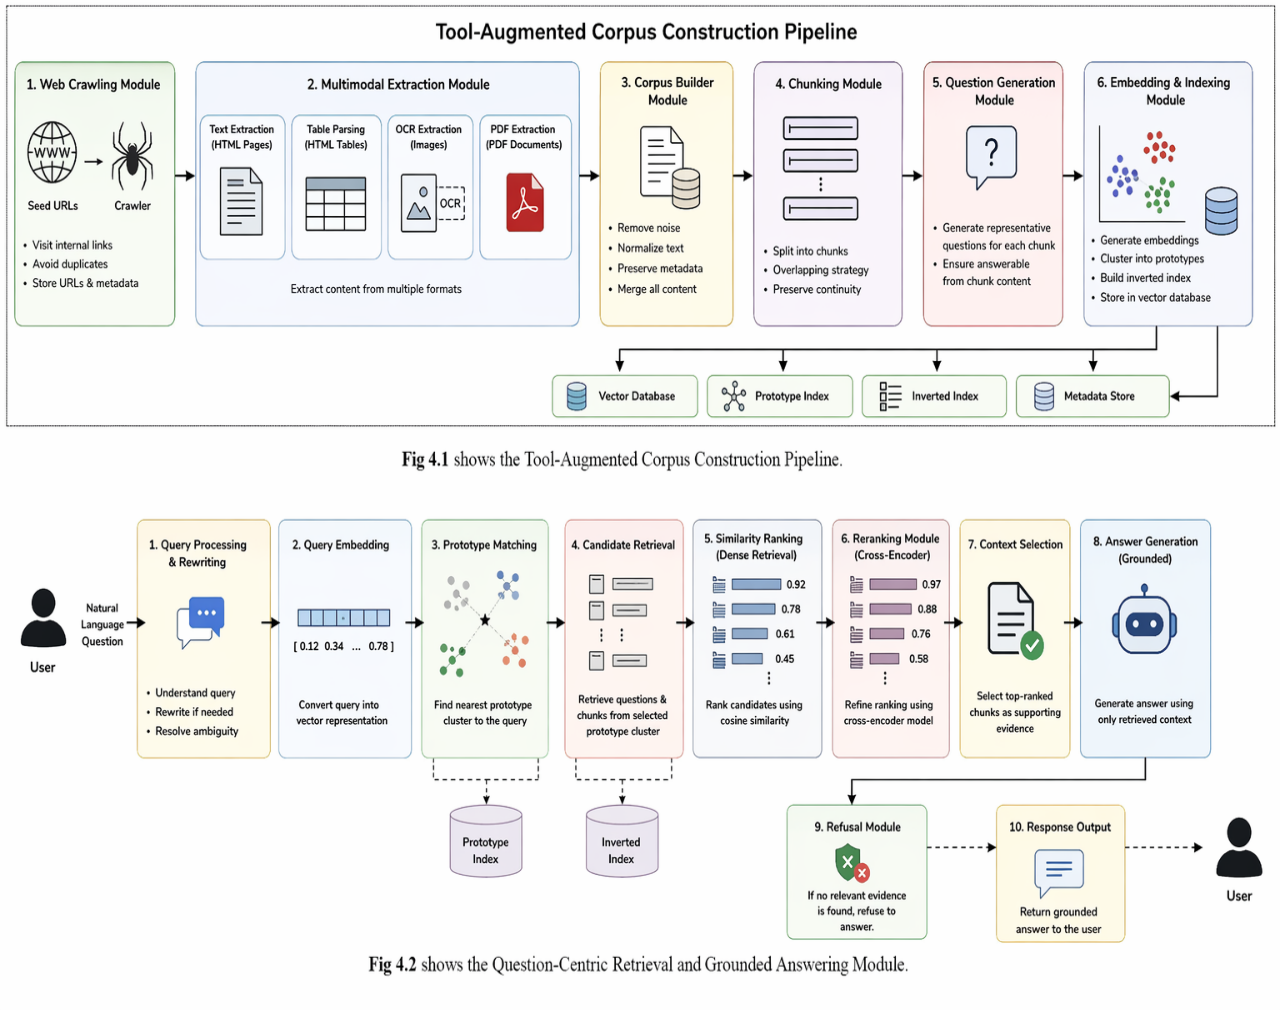 Tool-Augmented Corpus Construction Pipeline
1. Web Crawling Module
WWW
Seed URLs
Crawler
• Visit internal links
• Avoid duplicates
• Store URLs & metadata
2. Multimodal Extraction Module
Text Extraction
(HTML Pages)
Table Parsing
(HTML Tables)
OCR Extraction
(Images)
OCR
PDF Extraction
(PDF Documents)
Extract content from multiple formats
3. Corpus Builder
Module
• Remove noise
• Normalize text
• Preserve metadata
• Merge all content
4. Chunking Module
• Split into chunks
• Overlapping strategy
• Preserve continuity
5. Question Generation
Module
?
• Generate representative
questions for each chunk
• Ensure answerable
from chunk content
6. Embedding & Indexing
Module
• Generate embeddings
• Cluster into prototypes
• Build inverted index
• Store in vector database
Vector Database
Prototype Index
Inverted Index
Metadata Store
Fig 4.1 shows the Tool-Augmented Corpus Construction Pipeline.
User
Natural
Language
Question
1. Query Processing
& Rewriting
• Understand query
• Rewrite if needed
• Resolve ambiguity
2. Query Embedding
[ 0.12 0.34 ... 0.78 ]
Convert query into
vector representation
3. Prototype Matching
Find nearest prototype
cluster to the query
4. Candidate Retrieval
Retrieve questions &
chunks from selected
prototype cluster
5. Similarity Ranking
(Dense Retrieval)
0.92
0.78
0.61
0.45
Rank candidates using
cosine similarity
6. Reranking Module
(Cross-Encoder)
0.97
0.88
0.76
0.58
Refine ranking using
cross-encoder model
7. Context Selection
Select top-ranked
chunks as supporting
evidence
8. Answer Generation
(Grounded)
Generate answer using
only retrieved context
Prototype
Index
Inverted
Index
9. Refusal Module
If no relevant evidence
is found, refuse to
answer.
10. Response Output
Return grounded
answer to the user
User
Fig 4.2 shows the Question-Centric Retrieval and Grounded Answering Module.